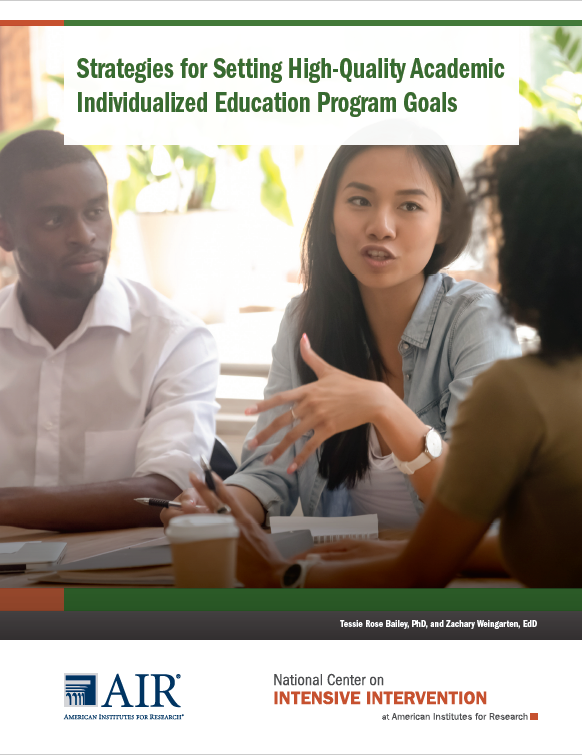 Strategies for Setting High-Quality Academic
Individualized Education Program Goals
Tessie Rose Bailey, PhD, and Zachary Weingarten, EdD
AIR®
AMERICAN INSTITUTES FOR RESEARCH®
National Center on
INTENSIVE INTERVENTION
at American Institutes for Research